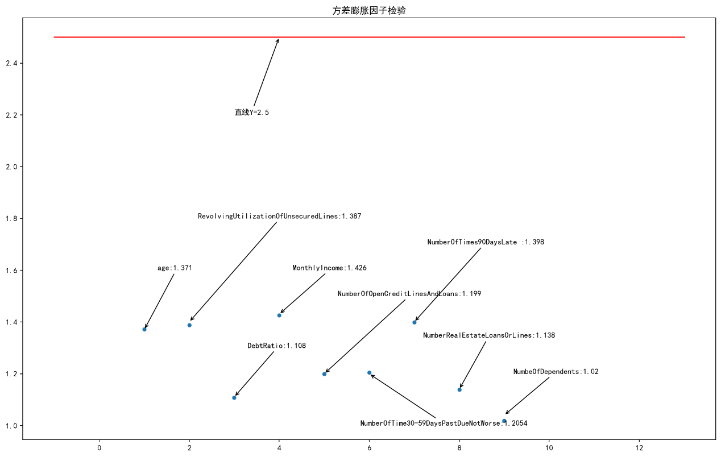 方差膨胀因子检验
2.4
直线Y=2.5
2.2
2.0
RevolvingUtilizationOfUnsecuredLines:1.387
1.8
NumberOfTimes90DaysLate :1.398
age:1.371
MonthlyIncome:1.426
1.6
NumberOfOpenCreditLinesAndLoans:1.199
1.4
NumberRealEstateLoansOrLines:1.138
DebtRatio:1.108
1.2
NumbeOfDependents:1.02
1.0
NumberOfTime30-59DaysPastDueNotWorse:1.2054
0 2 4 6 8 10 12